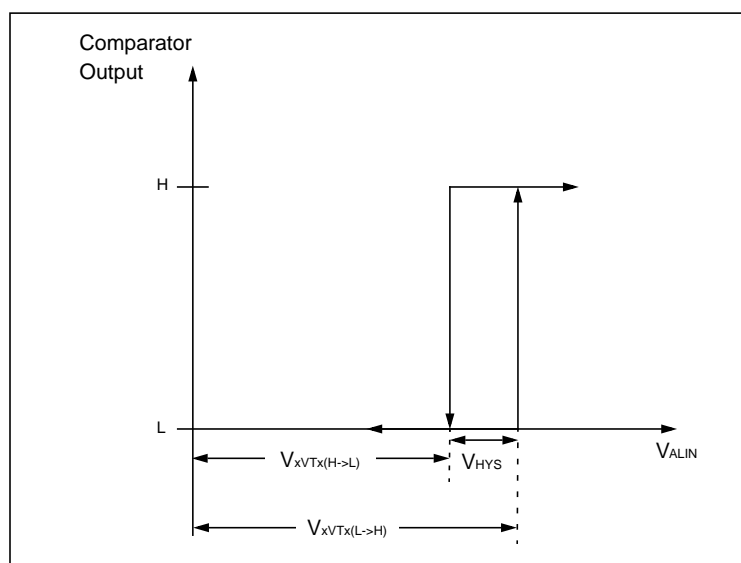 Comparator
Output
H
L
VALIN
VxVTx(H->L)
VHYS
VxVTx(L->H)